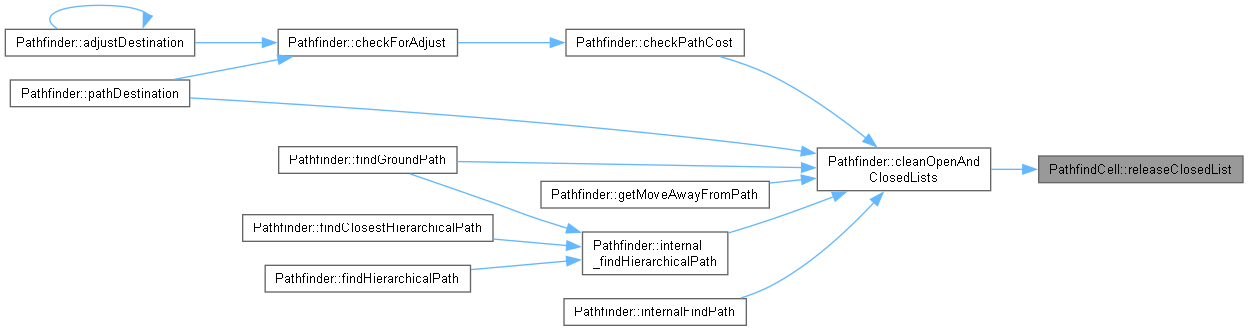 Pathfinder::adjustDestination
Pathfinder::checkForAdjust
Pathfinder::checkPathCost
Pathfinder::pathDestination
Pathfinder::findGroundPath
Pathfinder::cleanOpenAnd
ClosedLists
PathfindCell::releaseClosedList
Pathfinder::getMoveAwayFromPath
Pathfinder::findClosestHierarchicalPath
Pathfinder::internal
_findHierarchicalPath
Pathfinder::findHierarchicalPath
Pathfinder::internalFindPath